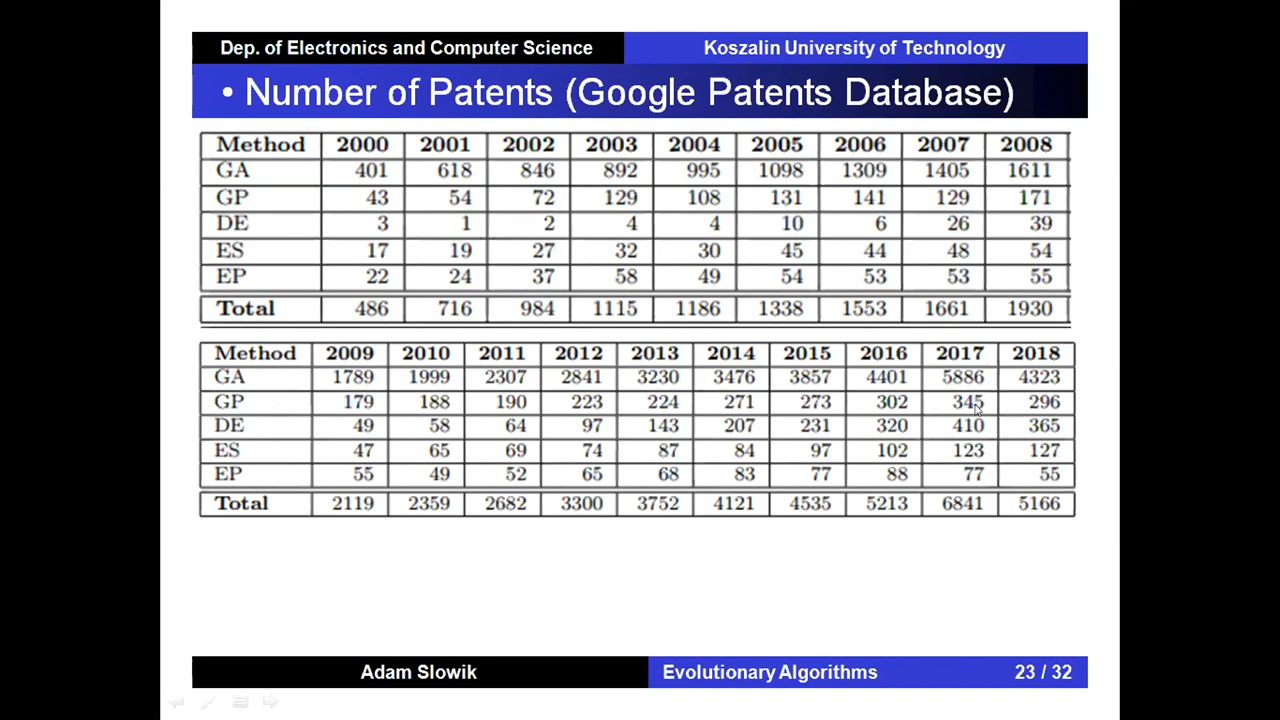 Dep. of Electronics and Computer Science Koszalin University of Technology
• Number of Patents (Google Patents Database)
Method 2000 2001 2002 2003 2004 2005 2006 2007 2008
GA 401 618 846 892 995 1098 1309 1405 1611
GP 43 54 72 129 108 131 141 129 171
DE 3 1 2 4 4 10 6 26 39
ES 17 19 27 32 30 45 44 48 54
EP 22 24 37 58 49 54 53 53 55
Total 486 716 984 1115 1186 1338 1553 1661 1930
Method 2009 2010 2011 2012 2013 2014 2015 2016 2017 2018
GA 1789 1999 2307 2841 3230 3476 3857 4401 5886 4323
GP 179 188 190 223 224 271 273 302 345 296
DE 49 58 64 97 143 207 231 320 410 365
ES 47 65 69 74 87 84 97 102 123 127
EP 55 49 52 65 68 83 77 88 77 55
Total 2119 2359 2682 3300 3752 4121 4535 5213 6841 5166
Adam Slowik Evolutionary Algorithms 23 / 32